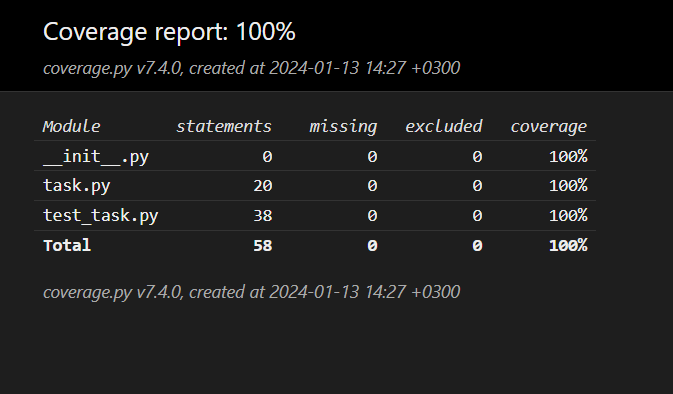 Coverage report: 100%
coverage.py v7.4.0, created at 2024-01-13 14:27 +0300
Module statements missing excluded coverage
__init__.py 0 0 0 100%
task.py 20 0 0 100%
test_task.py 38 0 0 100%
Total 58 0 0 100%
coverage.py v7.4.0, created at 2024-01-13 14:27 +0300